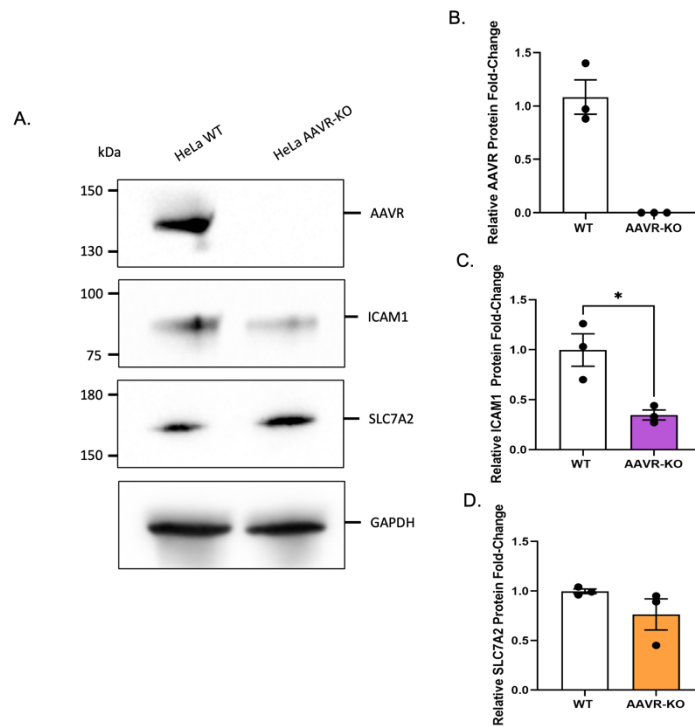 A.
kDa
HeLa WT
HeLa AAVR-KO
150
130
AAVR
100
75
ICAM1
180
150
SLC7A2
GAPDH
B.
Relative AAVR Protein Fold-Change
1.5
1.0
0.5
0.0
WT
AAVR-KO
C.
Relative ICAM1 Protein Fold-Change
1.5
1.0
0.5
0.0
*
WT
AAVR-KO
D.
Relative SLC7A2 Protein Fold-Change
1.5
1.0
0.5
0.0
WT
AAVR-KO